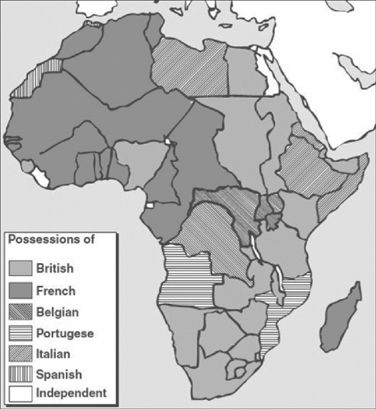 Possessions of
British
French
Belgian
Portugese
Italian
Spanish
Independent